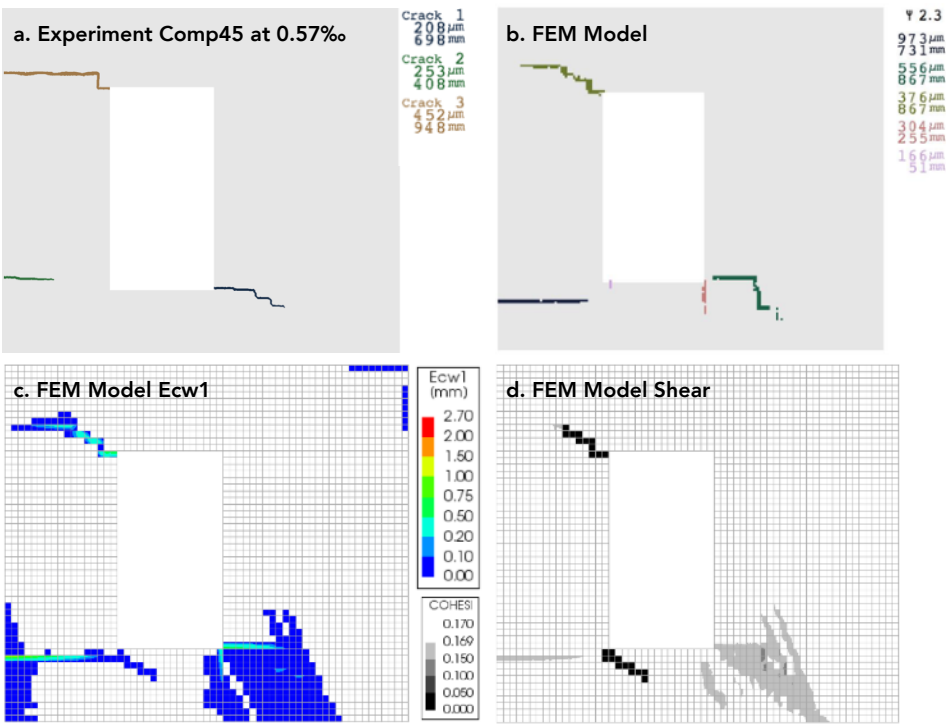 a. Experiment Comp45 at 0.57‰
Crack 1
208µm
698mm
Crack 2
253µm
408mm
Crack 3
452µm
948mm
b. FEM Model
Ψ 2.3
973µm
731mm
556µm
867mm
376µm
867mm
304µm
255mm
166µm
51mm
i.
c. FEM Model Ecw1
Ecw1
(mm)
2.70
2.00
1.50
1.00
0.75
0.50
0.20
0.10
0.00
COHESI
0.170
0.169
0.150
0.100
0.050
0.000
d. FEM Model Shear